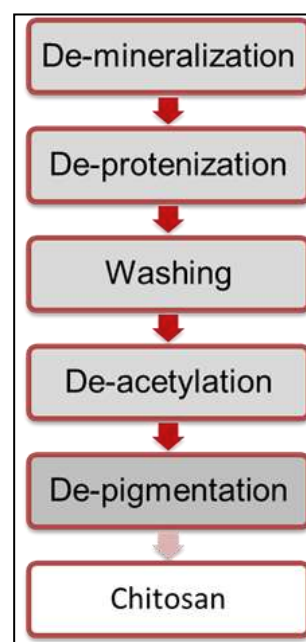 De-mineralization
De-protenization
Washing
De-acetylation
De-pigmentation
Chitosan